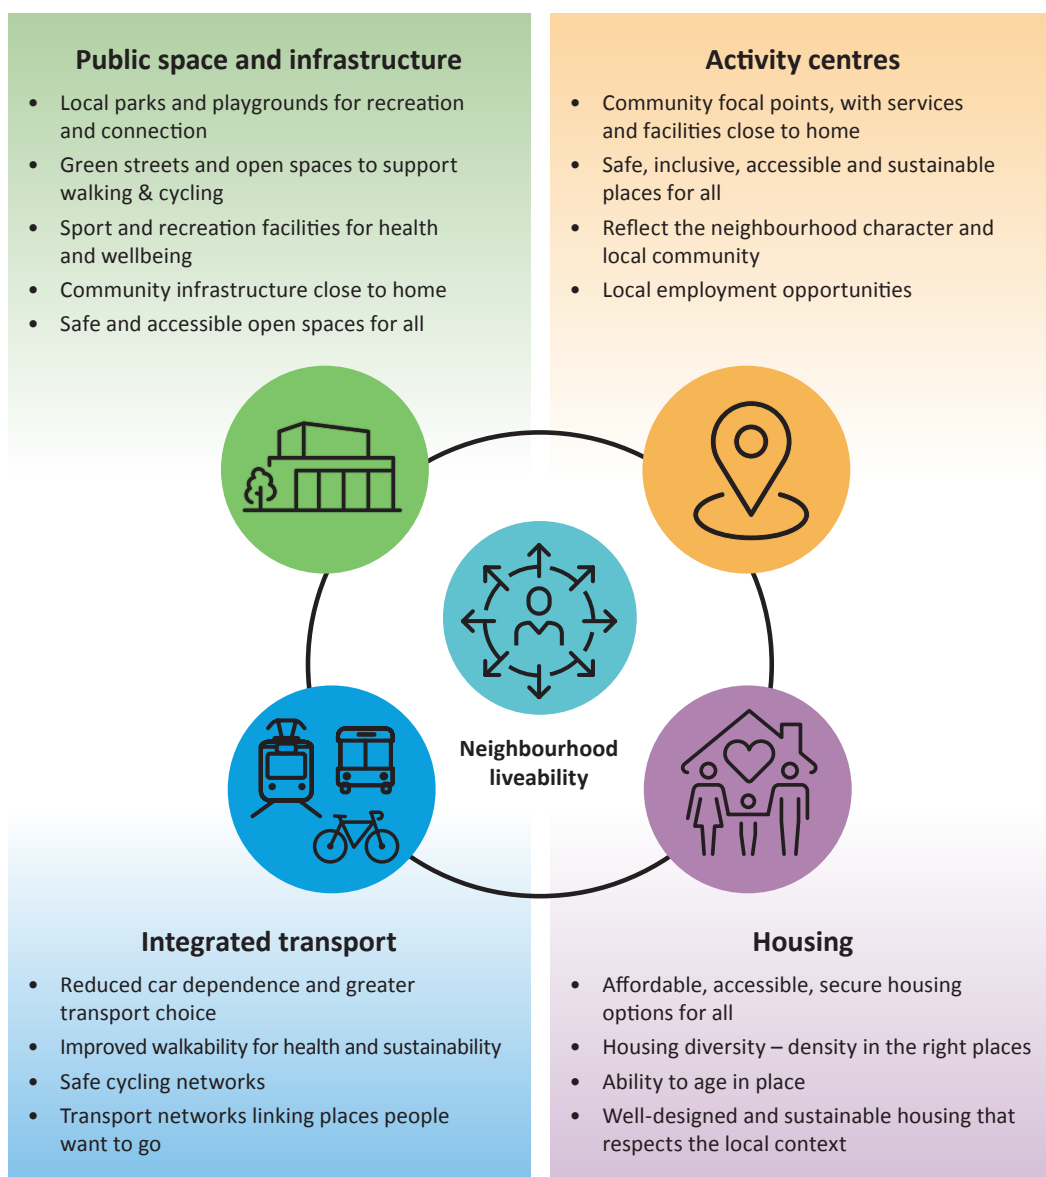 Public space and infrastructure
• Local parks and playgrounds for recreation
and connection
• Green streets and open spaces to support
walking & cycling
• Sport and recreation facilities for health
and wellbeing
• Community infrastructure close to home
• Safe and accessible open spaces for all
Activity centres
• Community focal points, with services
and facilities close to home
• Safe, inclusive, accessible and sustainable
places for all
• Reflect the neighbourhood character and
local community
• Local employment opportunities
Neighbourhood
liveability
Integrated transport
• Reduced car dependence and greater
transport choice
• Improved walkability for health and sustainability
• Safe cycling networks
• Transport networks linking places people
want to go
Housing
• Affordable, accessible, secure housing
options for all
• Housing diversity – density in the right places
• Ability to age in place
• Well-designed and sustainable housing that
respects the local context